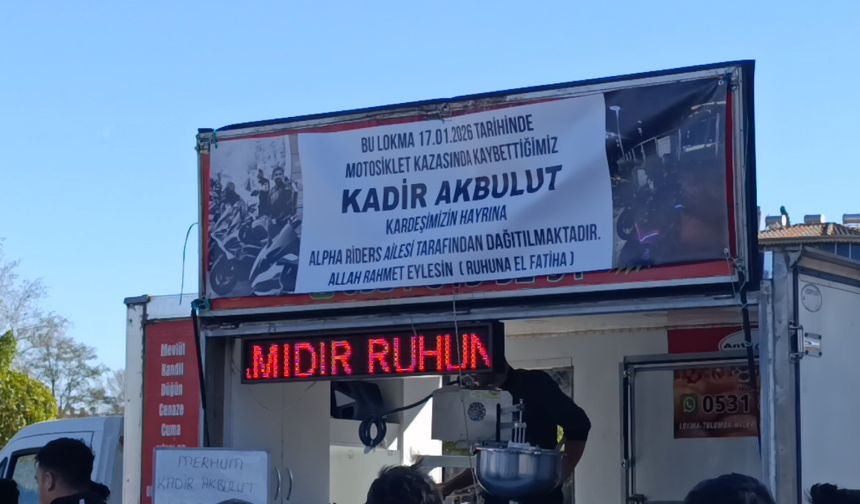 BU LOKMA 17.01.2026 TARİHİNDE
MOTOSİKLET KAZASINDA KAYBETTİĞİMİZ
KADİR AKBULUT
KARDEŞİMİZİN HAYRINA
ALPHA RIDERS AİLESİ TARAFINDAN DAĞITILMAKTADIR.
ALLAH RAHMET EYLESİN ( RUHUNA EL FATİHA )
MIDIR RUHUN
Mevlüt
Kandil
Düğün
Cenaze
Cuma
0531
MERHUM
KADİR AKBULUT